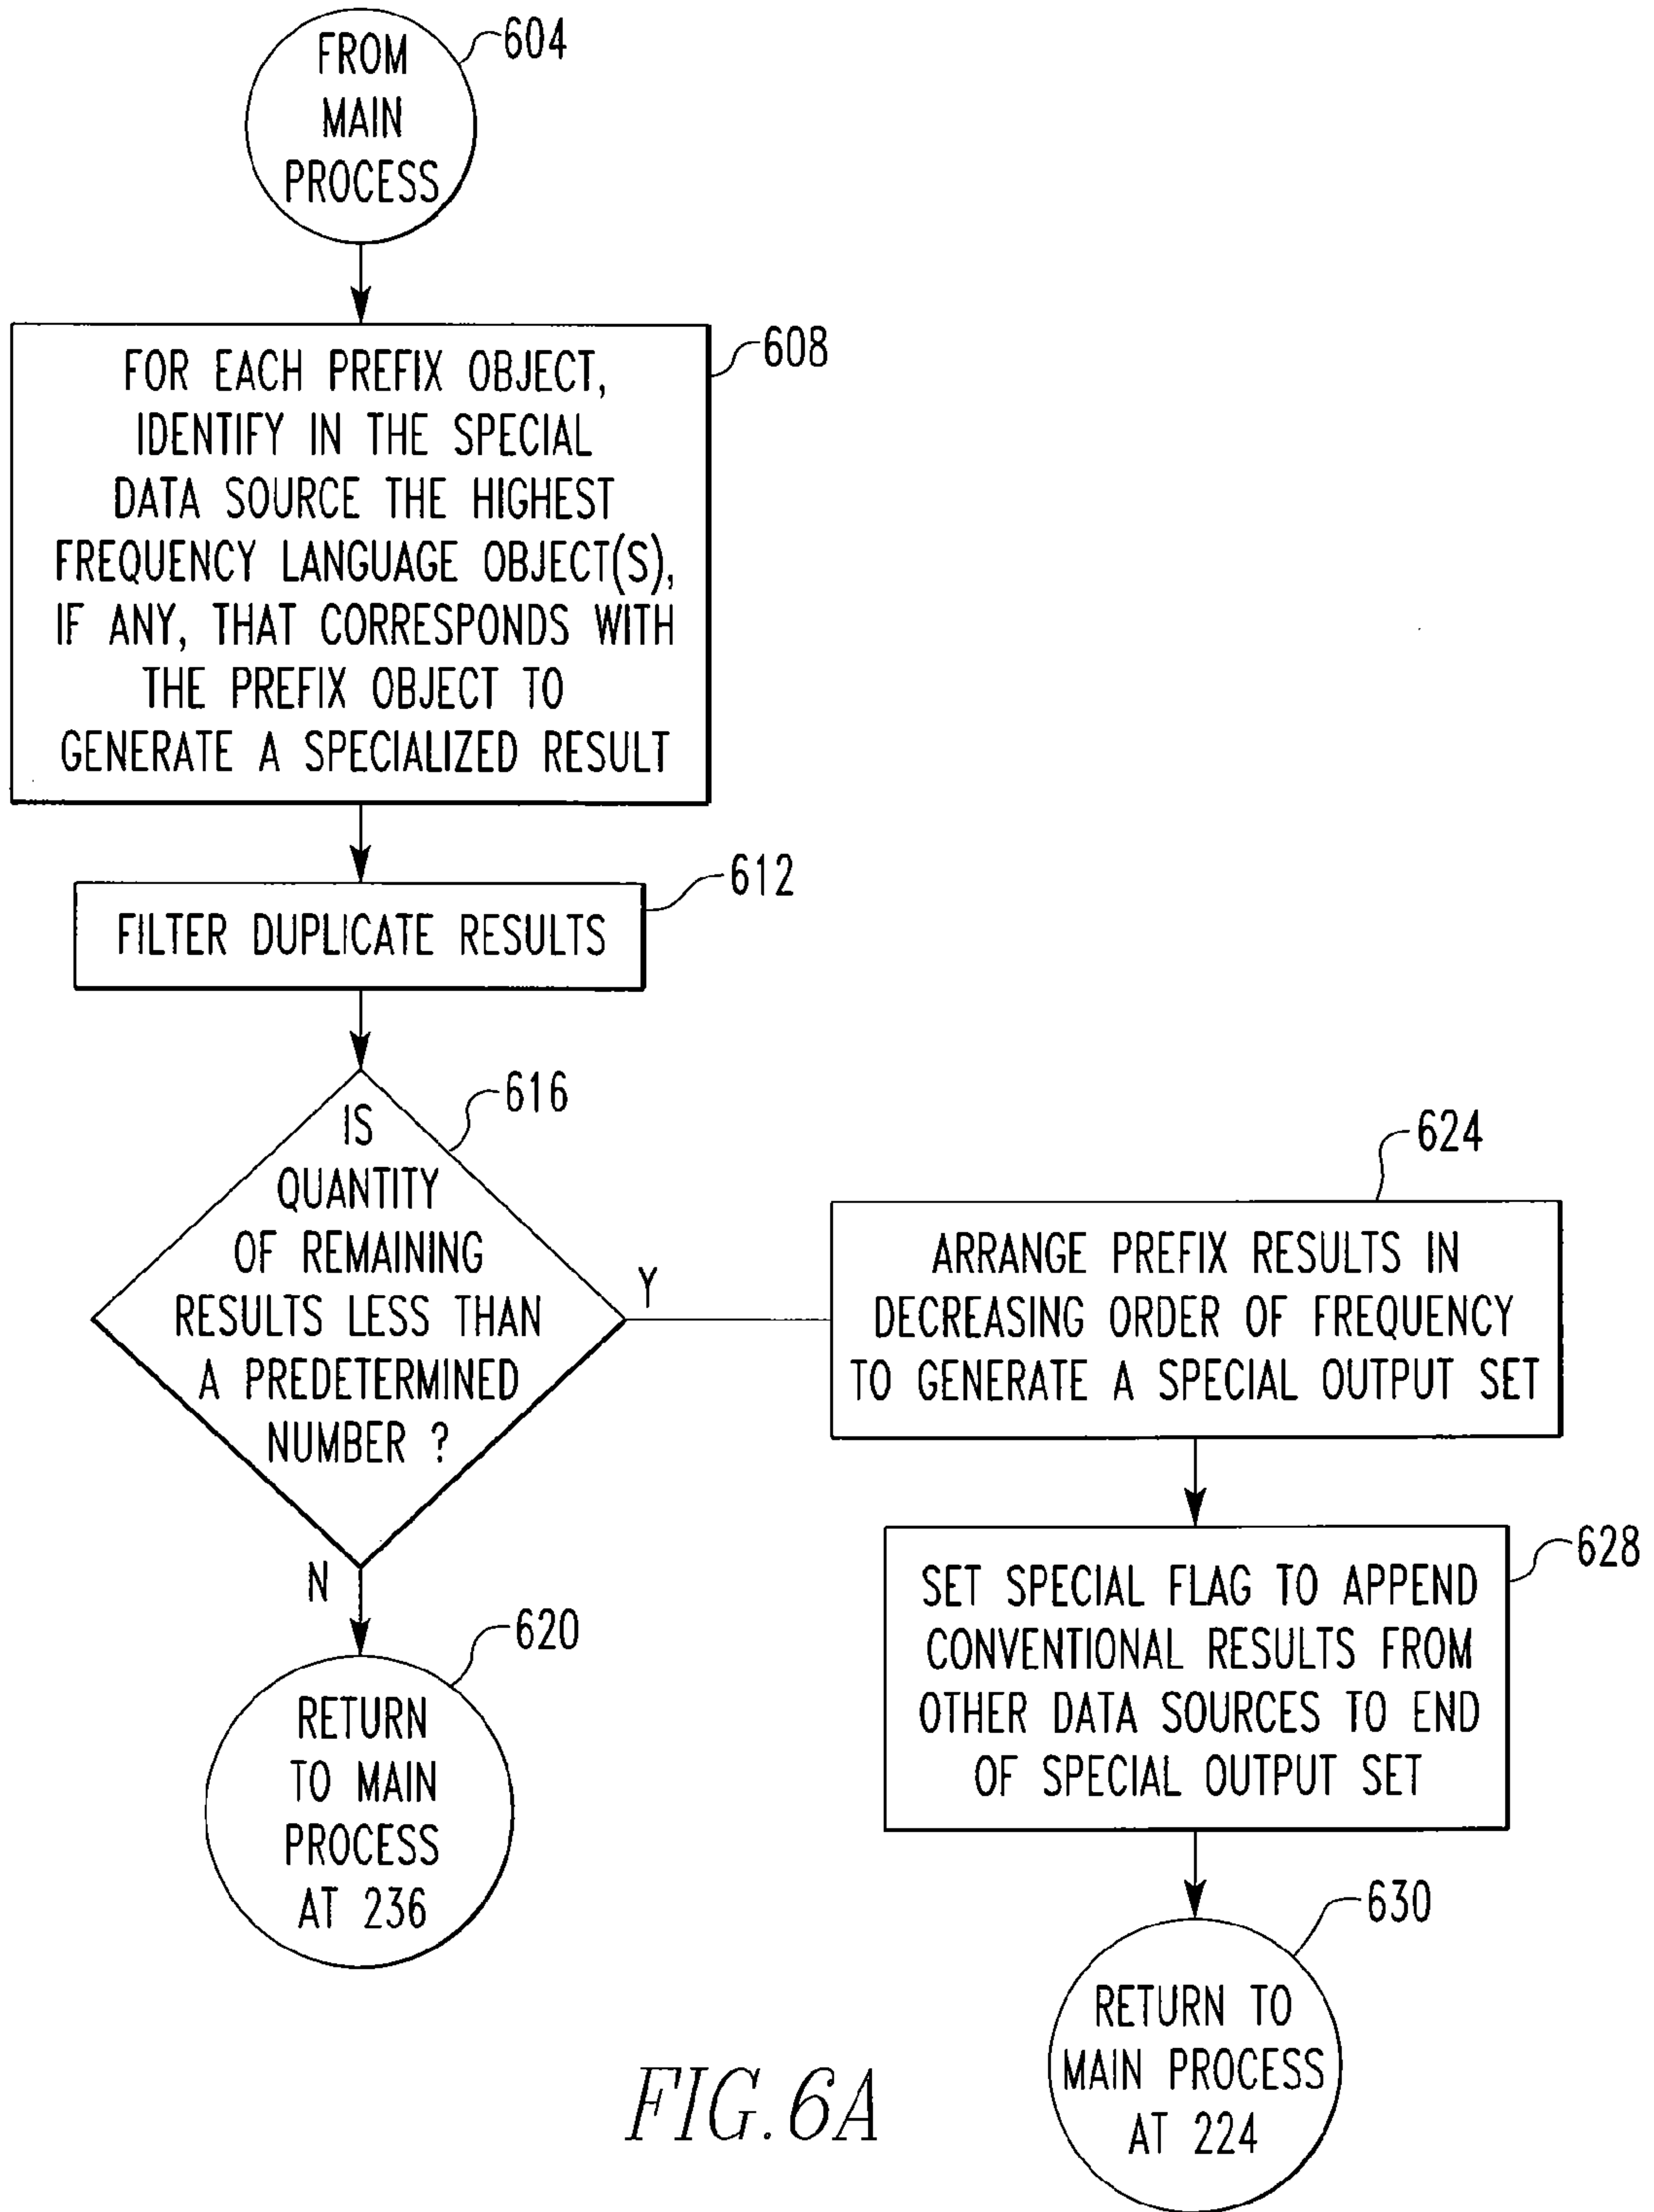 FROM
MAIN
PROCESS
604
FOR EACH PREFIX OBJECT,
IDENTIFY IN THE SPECIAL
DATA SOURCE THE HIGHEST
FREQUENCY LANGUAGE OBJECT(S),
IF ANY, THAT CORRESPONDS WITH
THE PREFIX OBJECT TO
GENERATE A SPECIALIZED RESULT
608
FILTER DUPLICATE RESULTS
612
IS
QUANTITY
OF REMAINING
RESULTS LESS THAN
A PREDETERMINED
NUMBER ?
616
Y
N
RETURN
TO MAIN
PROCESS
AT 236
620
ARRANGE PREFIX RESULTS IN
DECREASING ORDER OF FREQUENCY
TO GENERATE A SPECIAL OUTPUT SET
624
SET SPECIAL FLAG TO APPEND
CONVENTIONAL RESULTS FROM
OTHER DATA SOURCES TO END
OF SPECIAL OUTPUT SET
628
RETURN TO
MAIN PROCESS
AT 224
630
FIG.6A